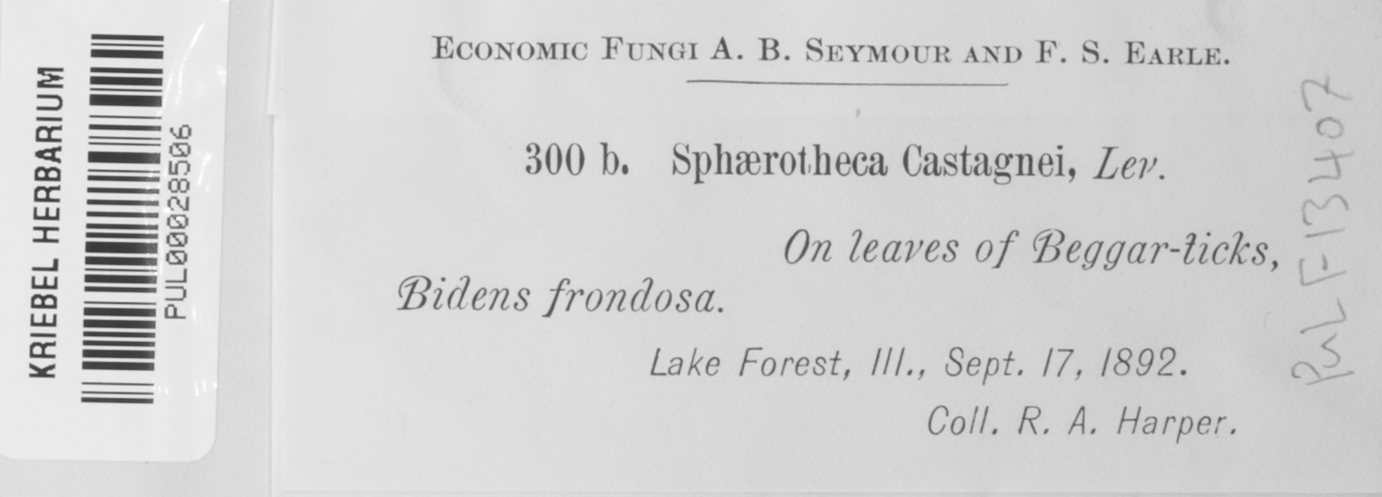 KRIEBEL HERBARIUM
PUL00028506
ECONOMIC FUNGI A. B. SEYMOUR AND F. S. EARLE.
300 b. Sphærotheca Castagnei, Lev.
On leaves of Beggar-ticks,
Bidens frondosa.
Lake Forest, Ill., Sept. 17, 1892.
Coll. R. A. Harper.
PUL F13407